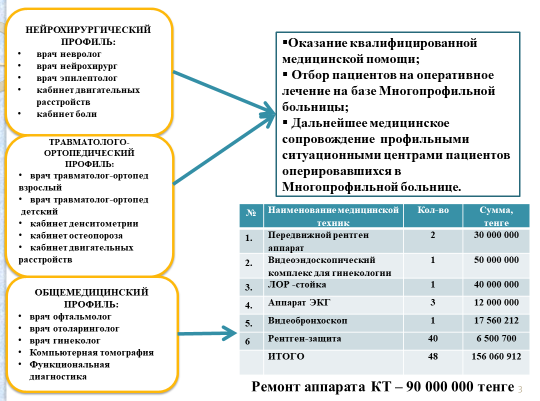 НЕЙРОХИРУРГИЧЕСКИЙ
ПРОФИЛЬ:
• врач невролог
• врач нейрохирург
• врач эпилептолог
• кабинет двигательных
расстройств
• кабинет боли
ТРАВМАТОЛОГО-
ОРТОПЕДИЧЕСКИЙ
ПРОФИЛЬ:
• врач травматолог-ортопед
взрослый
• врач травматолог-ортопед
детский
• кабинет денситометрии
• кабинет остеопороза
• кабинет двигательных
расстройств
ОБЩЕМЕДИЦИНСКИЙ
ПРОФИЛЬ:
• врач офтальмолог
• врач отоларинголог
• врач гинеколог
• Компьютерная томография
• Функциональная
диагностика
▪Оказание квалифицированной
медицинской помощи;
▪ Отбор пациентов на оперативное
лечение на базе Многопрофильной
больницы;
▪ Дальнейшее медицинское
сопровождение профильными
ситуационными центрами пациентов
оперировавшихся в
Многопрофильной больнице.
№ Наименование медицинской техник Кол-во Сумма, тенге
1. Передвижной рентген аппарат 2 30 000 000
2. Видеоэндоскопический комплекс для гинекологии 1 50 000 000
3. ЛОР -стойка 1 40 000 000
4. Аппарат ЭКГ 3 12 000 000
5. Видеобронхоскоп 1 17 560 212
6 Рентген-защита 40 6 500 700
ИТОГО 48 156 060 912
Ремонт аппарата КТ – 90 000 000 тенге
3